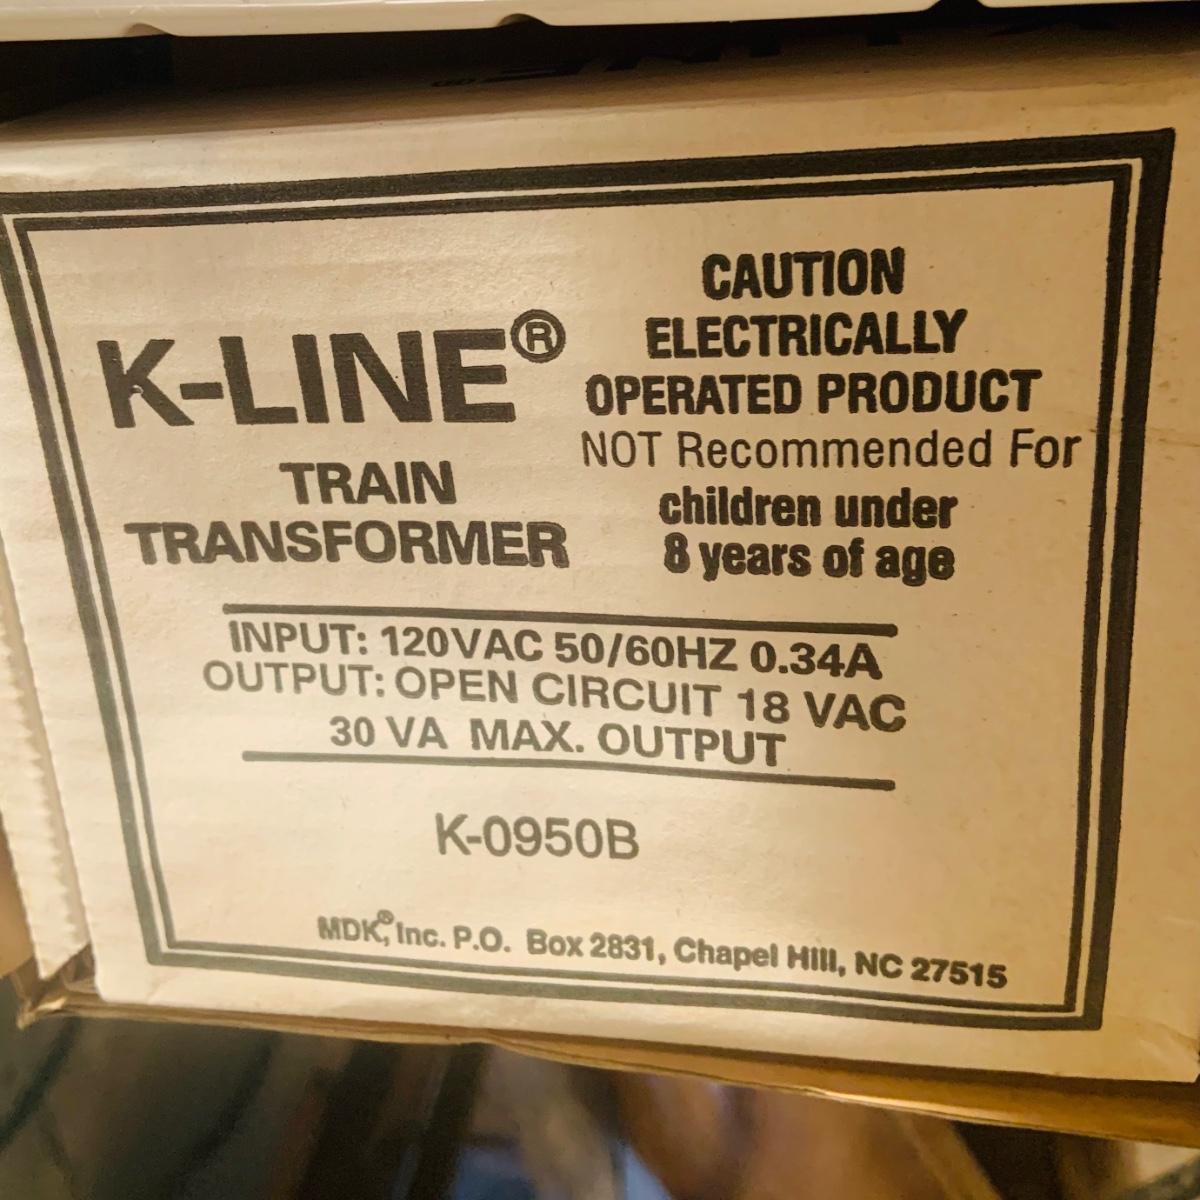 K-LINE®
TRAIN
TRANSFORMER
CAUTION
ELECTRICALLY
OPERATED PRODUCT
NOT Recommended For
children under
8 years of age
INPUT: 120VAC 50/60HZ 0.34A
OUTPUT: OPEN CIRCUIT 18 VAC
30 VA MAX. OUTPUT
K-0950B
MDK,® Inc. P.O. Box 2831, Chapel Hill, NC 27515